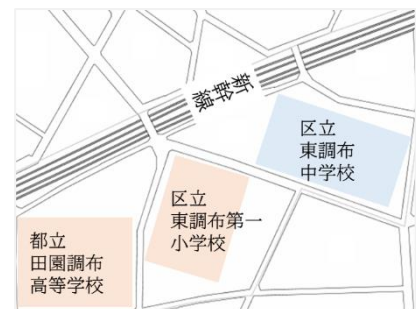 新幹線
区立
東調布
中学校
区立
東調布第一
小学校
都立
田園調布
高等学校